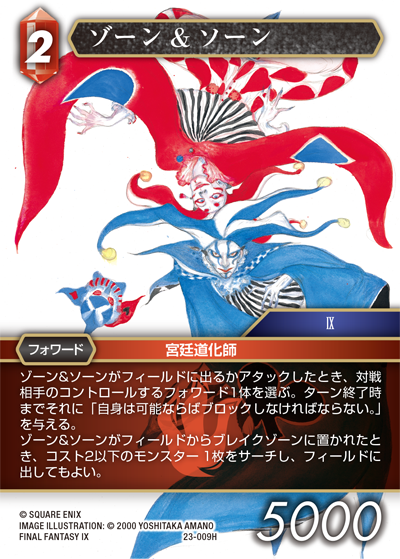 2
ゾーン & ソーン
IX
フォワード
宮廷道化師
ゾーン&ソーンがフィールドに出るかアタックしたとき、対戦
相手のコントロールするフォワード1体を選ぶ。ターン終了時
までそれに「自身は可能ならばブロックしなければならない。」
を与える。
ゾーン&ソーンがフィールドからブレイクゾーンに置かれたと
き、コスト2以下のモンスター1枚をサーチし、フィールドに
出してもよい。
© SQUARE ENIX
IMAGE ILLUSTRATION: © 2000 YOSHITAKA AMANO
FINAL FANTASY IX
23-009H
5000